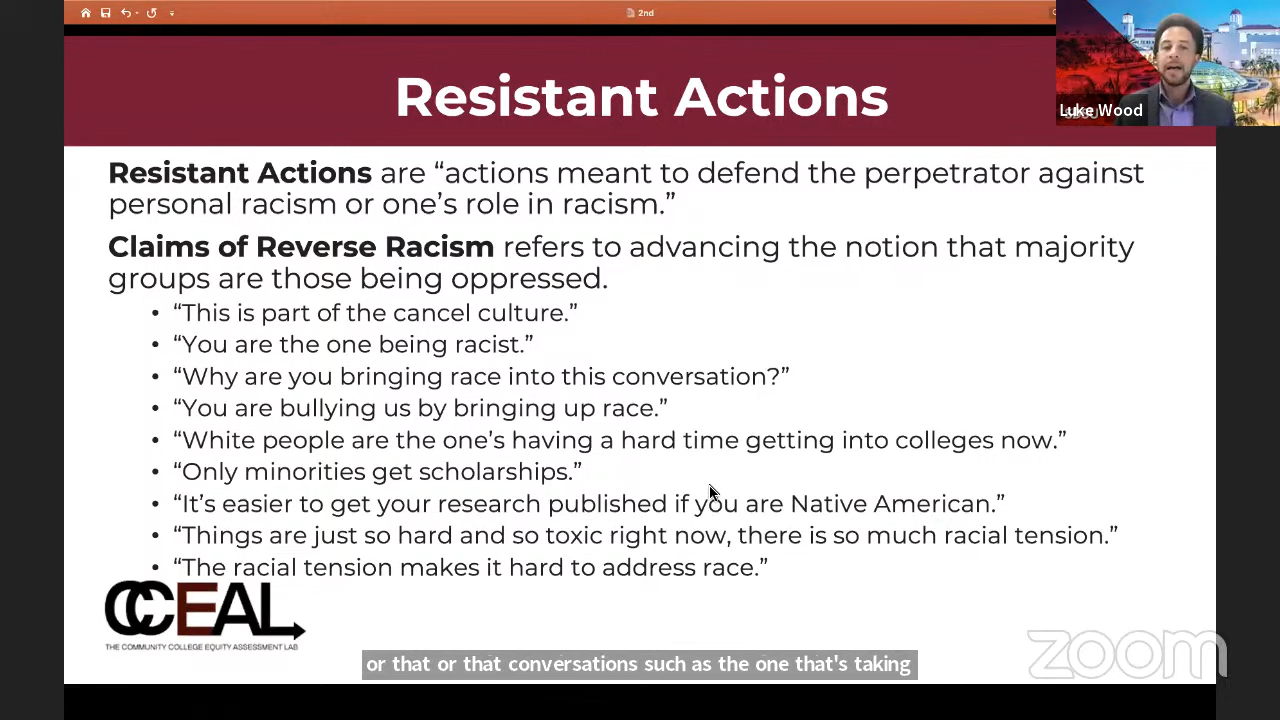 2nd
Resistant Actions
Luke Wood
Resistant Actions are “actions meant to defend the perpetrator against
personal racism or one’s role in racism.”
Claims of Reverse Racism refers to advancing the notion that majority
groups are those being oppressed.
• “This is part of the cancel culture.”
• “You are the one being racist.”
• “Why are you bringing race into this conversation?”
• “You are bullying us by bringing up race.”
• “White people are the one’s having a hard time getting into colleges now.”
• “Only minorities get scholarships.”
• “It’s easier to get your research published if you are Native American.”
• “Things are just so hard and so toxic right now, there is so much racial tension.”
• “The racial tension makes it hard to address race.”
CCEAL
THE COMMUNITY COLLEGE EQUITY ASSESSMENT LAB
or that or that conversations such as the one that's taking
zoom